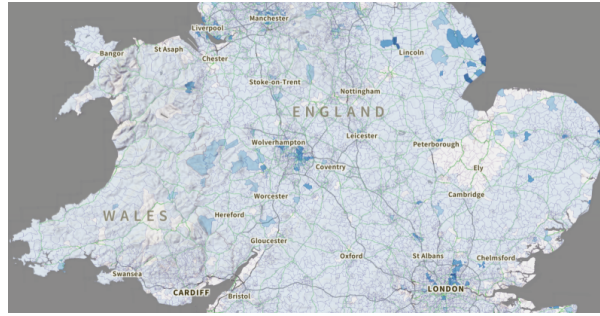 Manchester
Liverpool
Bangor
St Asaph
Chester
Lincoln
Stoke-on-Trent
Nottingham
ENGLAND
Leicester
Wolverhampton
Peterborough
Coventry
Ely
Worcester
Cambridge
WALES
Hereford
Gloucester
Oxford
St Albans
Chelmsford
Swansea
CARDIFF
Bristol
LONDON